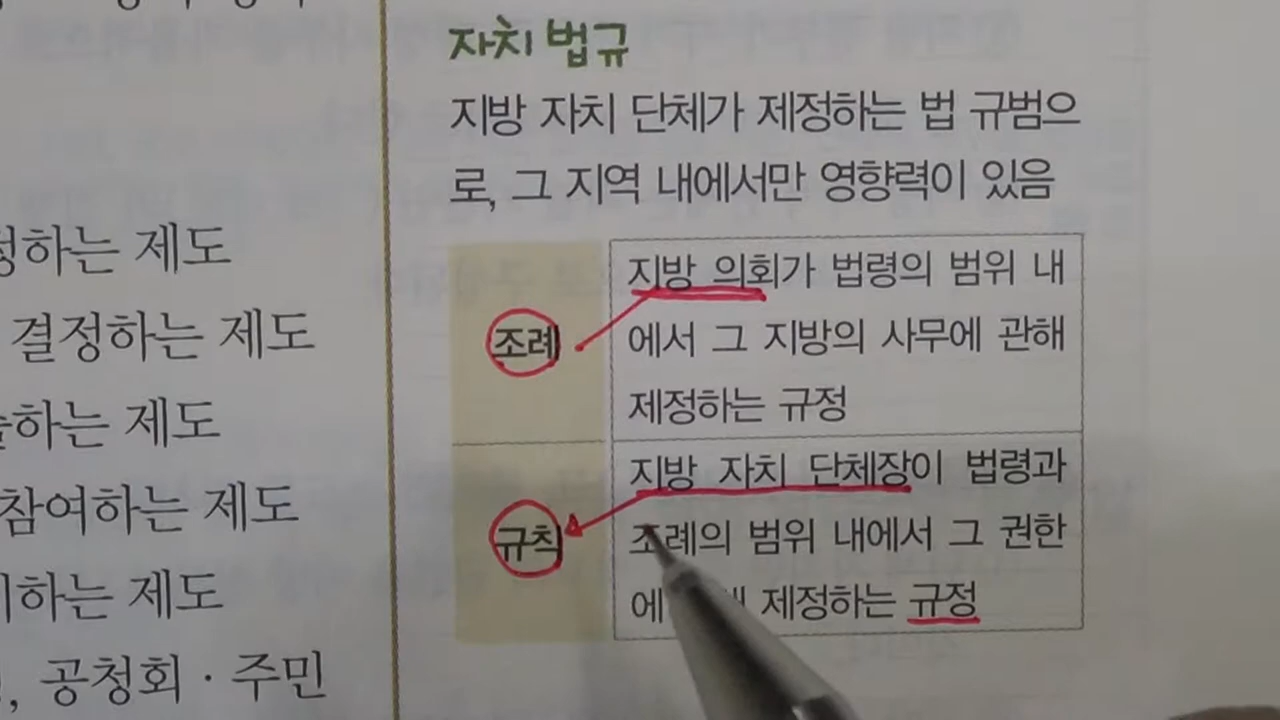 하는 제도
결정하는 제도
하는 제도
참여하는 제도
하는 제도
, 공청회 · 주민
자치 법규
지방 자치 단체가 제정하는 법 규범으
로, 그 지역 내에서만 영향력이 있음
조례
지방 의회가 법령의 범위 내
에서 그 지방의 사무에 관해
제정하는 규정
규칙
지방 자치 단체장이 법령과
조례의 범위 내에서 그 권한
에 제정하는 규정